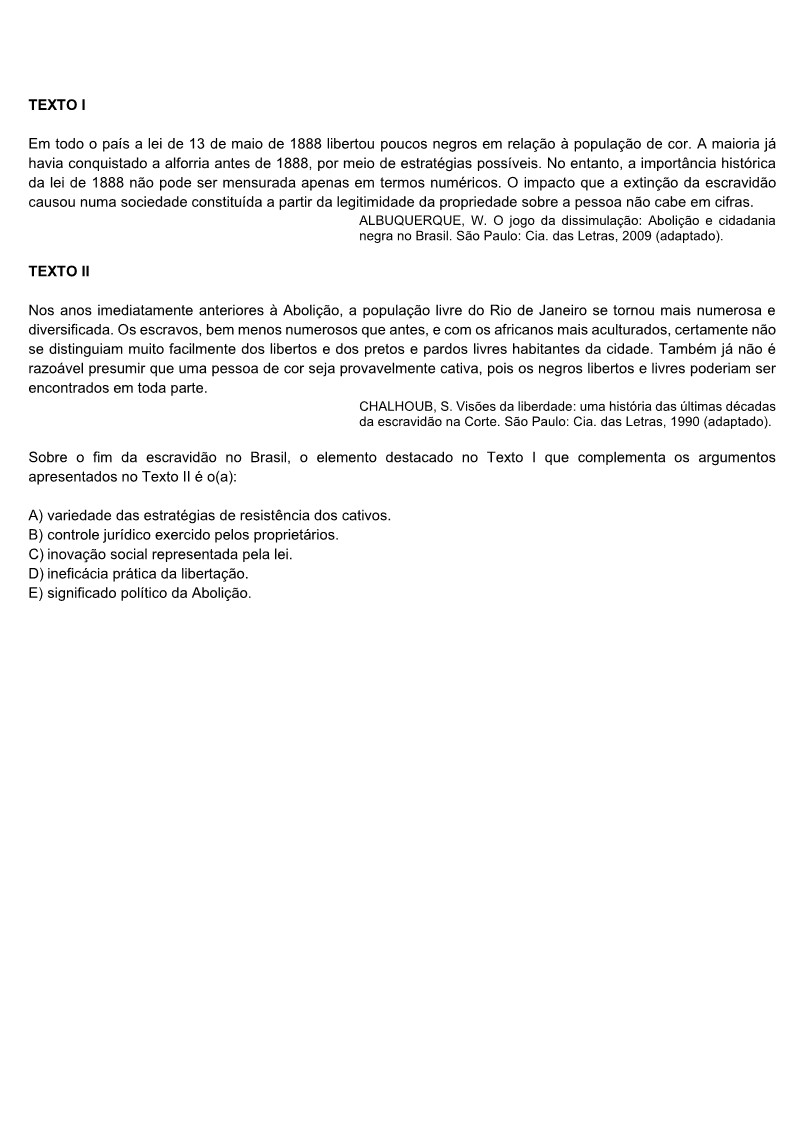 TEXTO I
Em todo o país a lei de 13 de maio de 1888 libertou poucos negros em relação à população de cor. A maioria já
havia conquistado a alforria antes de 1888, por meio de estratégias possíveis. No entanto, a importância histórica
da lei de 1888 não pode ser mensurada apenas em termos numéricos. O impacto que a extinção da escravidão
causou numa sociedade constituída a partir da legitimidade da propriedade sobre a pessoa não cabe em cifras.
ALBUQUERQUE, W. O jogo da dissimulação: Abolição e cidadania
negra no Brasil. São Paulo: Cia. das Letras, 2009 (adaptado).
TEXTO II
Nos anos imediatamente anteriores à Abolição, a população livre do Rio de Janeiro se tornou mais numerosa e
diversificada. Os escravos, bem menos numerosos que antes, e com os africanos mais aculturados, certamente não
se distinguiam muito facilmente dos libertos e dos pretos e pardos livres habitantes da cidade. Também já não é
razoável presumir que uma pessoa de cor seja provavelmente cativa, pois os negros libertos e livres poderiam ser
encontrados em toda parte.
CHALHOUB, S. Visões da liberdade: uma história das últimas décadas
da escravidão na Corte. São Paulo: Cia. das Letras, 1990 (adaptado).
Sobre o fim da escravidão no Brasil, o elemento destacado no Texto I que complementa os argumentos
apresentados no Texto II é o(a):
A) variedade das estratégias de resistência dos cativos.
B) controle jurídico exercido pelos proprietários.
C) inovação social representada pela lei.
D) ineficácia prática da libertação.
E) significado político da Abolição.